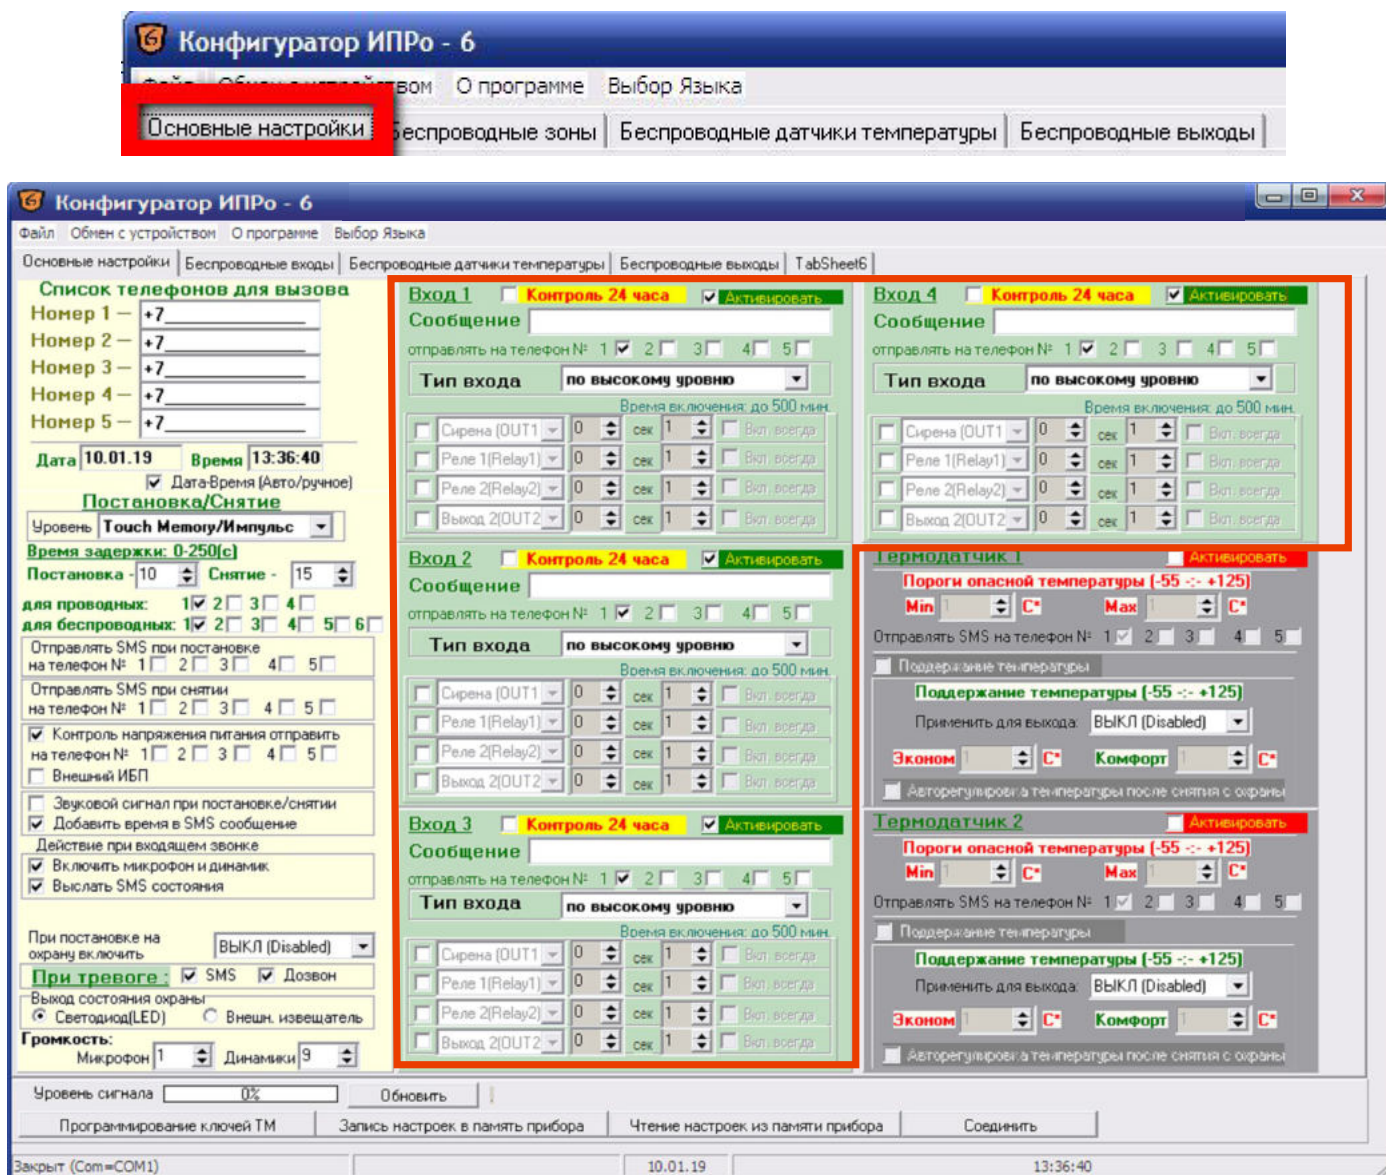 Конфигуратор ИПРо - 6
Файл Обмен с устройством О программе Выбор Языка
Основные настройки Беспроводные зоны Беспроводные датчики температуры Беспроводные выходы
Конфигуратор ИПРо - 6
Файл Обмен с устройством О программе Выбор Языка
Основные настройки Беспроводные входы Беспроводные датчики температуры Беспроводные выходы TabSheet6
Список телефонов для вызова
Номер 1 – +7
Номер 2 – +7
Номер 3 – +7
Номер 4 – +7
Номер 5 – +7
Дата 10.01.19 Время 13:36:40
Дата-Время (Авто/ручное)
Постановка/Снятие
Уровень Touch Memory/Импульс
Время задержки: 0-250(с)
Постановка - 10 Снятие - 15
для проводных: 1 2 3 4
для беспроводных: 1 2 3 4 5 6
Отправлять SMS при постановке
на телефон № 1 2 3 4 5
Отправлять SMS при снятии
на телефон № 1 2 3 4 5
Контроль напряжения питания отправить
на телефон № 1 2 3 4 5
Внешний ИБП
Звуковой сигнал при постановке/снятии
Добавить время в SMS сообщение
Действие при входящем звонке
Включить микрофон и динамик
Выслать SMS состояния
При постановке на
охрану включить ВЫКЛ (Disabled)
При тревоге : SMS Дозвон
Выход состояния охраны
Светодиод(LED) Внешн. извещатель
Громкость:
Микрофон 1 Динамики 9
Вход 1 Контроль 24 часа Активировать
Сообщение
отправлять на телефон № 1 2 3 4 5
Тип входа по высокому уровню
Время включения: до 500 мин.
Сирена (OUT1 0 сек 1 Вкл. всегда
Реле 1(Relay1) 0 сек 1 Вкл. всегда
Реле 2(Relay2) 0 сек 1 Вкл. всегда
Выход 2(OUT2 0 сек 1 Вкл. всегда
Вход 2 Контроль 24 часа Активировать
Сообщение
отправлять на телефон № 1 2 3 4 5
Тип входа по высокому уровню
Время включения: до 500 мин.
Сирена (OUT1 0 сек 1 Вкл. всегда
Реле 1(Relay1) 0 сек 1 Вкл. всегда
Реле 2(Relay2) 0 сек 1 Вкл. всегда
Выход 2(OUT2 0 сек 1 Вкл. всегда
Вход 3 Контроль 24 часа Активировать
Сообщение
отправлять на телефон № 1 2 3 4 5
Тип входа по высокому уровню
Время включения: до 500 мин.
Сирена (OUT1 0 сек 1 Вкл. всегда
Реле 1(Relay1) 0 сек 1 Вкл. всегда
Реле 2(Relay2) 0 сек 1 Вкл. всегда
Выход 2(OUT2 0 сек 1 Вкл. всегда
Вход 4 Контроль 24 часа Активировать
Сообщение
отправлять на телефон № 1 2 3 4 5
Тип входа по высокому уровню
Время включения: до 500 мин.
Сирена (OUT1 0 сек 1 Вкл. всегда
Реле 1(Relay1) 0 сек 1 Вкл. всегда
Реле 2(Relay2) 0 сек 1 Вкл. всегда
Выход 2(OUT2 0 сек 1 Вкл. всегда
Термодатчик 1 Активировать
Пороги опасной температуры (-55 -:- +125)
Min 1 C* Max 1 C*
Отправлять SMS на телефон № 1 2 3 4 5
Поддержание температуры
Поддержание температуры (-55 -:- +125)
Применить для выхода: ВЫКЛ (Disabled)
Эконом 1 C* Комфорт 1 C*
Авторегулировка температуры после снятия с охраны
Термодатчик 2 Активировать
Пороги опасной температуры (-55 -:- +125)
Min 1 C* Max 1 C*
Отправлять SMS на телефон № 1 2 3 4 5
Поддержание температуры
Поддержание температуры (-55 -:- +125)
Применить для выхода: ВЫКЛ (Disabled)
Эконом 1 C* Комфорт 1 C*
Авторегулировка температуры после снятия с охраны
Уровень сигнала 0% Обновить
Программирование ключей ТМ Запись настроек в память прибора Чтение настроек из памяти прибора Соединить
Закрыт (Com=COM1) 10.01.19 13:36:40